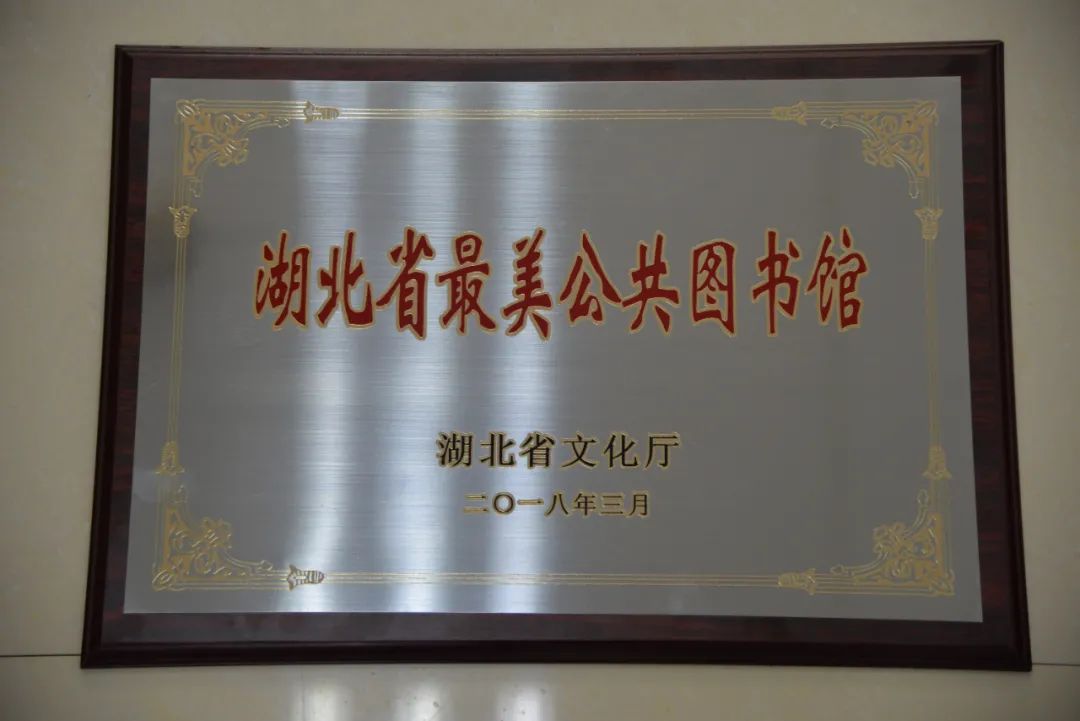 湖北省最美公共图书馆
湖北省文化厅
二〇一八年三月